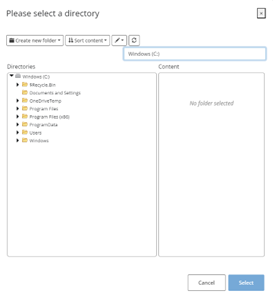 Please select a directory
Create new folder
Sort content
Windows (C:)
Directories
Content
Windows (C:)
$Recycle.Bin
Documents and Settings
OneDriveTemp
Program Files
Program Files (x86)
ProgramData
Users
Windows
No folder selected
Cancel
Select